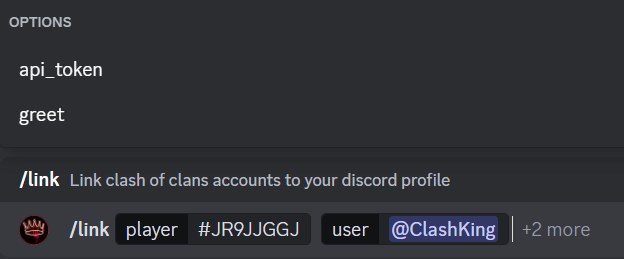 OPTIONS
api_token
greet
/link Link clash of clans accounts to your discord profile
/link player #JR9JJGGJ user @ClashKing +2 more